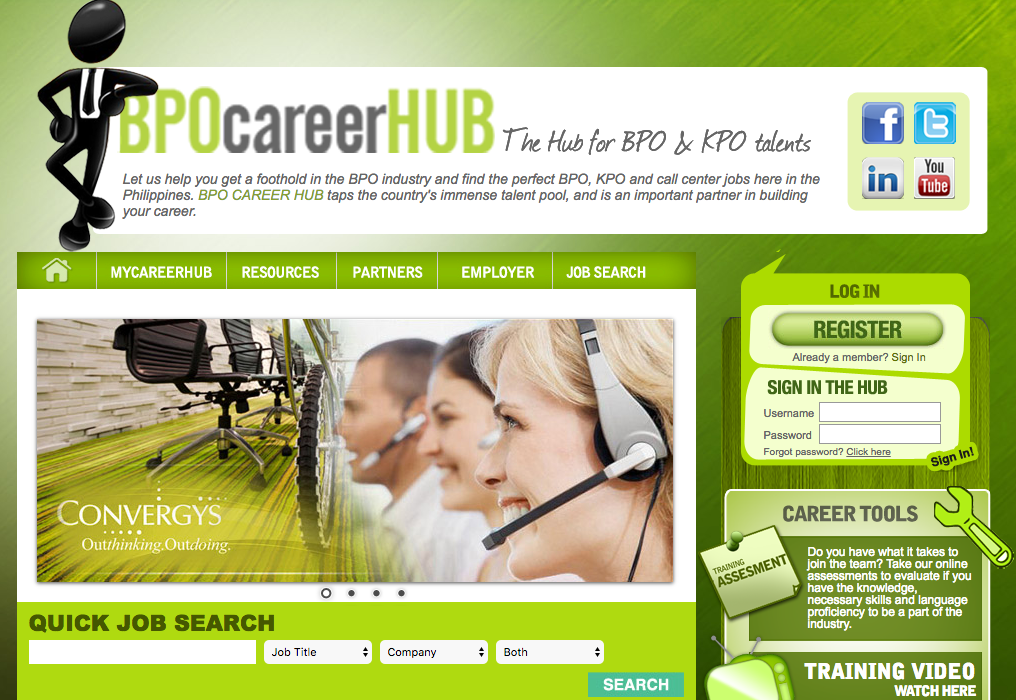 BPOcareerHUB
The Hub for BPO & KPO talents
Let us help you get a foothold in the BPO industry and find the perfect BPO, KPO and call center jobs here in the
Philippines. BPO CAREER HUB taps the country's immense talent pool, and is an important partner in building
your career.
f
t
in
You
Tube
MYCAREERHUB
RESOURCES
PARTNERS
EMPLOYER
JOB SEARCH
CONVERGYS
Outthinking.Outdoing.
QUICK JOB SEARCH
Job Title
Company
Both
SEARCH
LOG IN
REGISTER
Already a member? Sign In
SIGN IN THE HUB
Username
Password
Forgot password? Click here
Sign In!
CAREER TOOLS
TRAINING
ASSESMENT
Do you have what it takes to
join the team? Take our online
assessments to evaluate if you
have the knowledge,
necessary skills and language
proficiency to be a part of the
industry.
TRAINING VIDEO
WATCH HERE